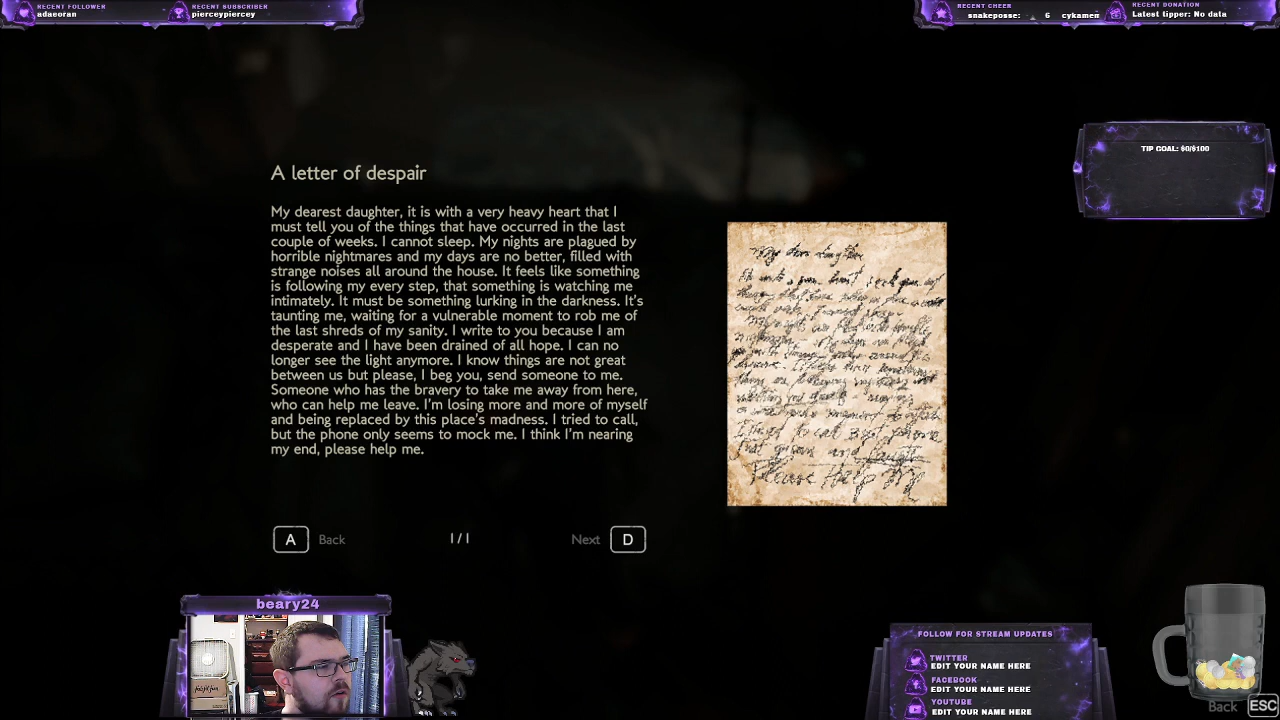 RECENT FOLLOWER
adaeoran
RECENT SUBSCRIBER
pierceypiercey
RECENT CHEER
snakeposse: 6 cykamen
RECENT DONATION
Latest tipper: No data
TIP GOAL: $0/$100
A letter of despair
My dearest daughter, it is with a very heavy heart that I
must tell you of the things that have occurred in the last
couple of weeks. I cannot sleep. My nights are plagued by
horrible nightmares and my days are no better, filled with
strange noises all around the house. It feels like something
is following my every step, that something is watching me
intimately. It must be something lurking in the darkness. It's
taunting me, waiting for a vulnerable moment to rob me of
the last shreds of my sanity. I write to you because I am
desperate and I have been drained of all hope. I can no
longer see the light anymore. I know things are not great
between us but please, I beg you, send someone to me.
Someone who has the bravery to take me away from here,
who can help me leave. I'm losing more and more of myself
and being replaced by this place's madness. I tried to call,
but the phone only seems to mock me. I think I'm nearing
my end, please help me.
Please Help
A Back 1/1 Next D
beary24
FOLLOW FOR STREAM UPDATES
TWITTER
EDIT YOUR NAME HERE
FACEBOOK
EDIT YOUR NAME HERE
YOUTUBE
EDIT YOUR NAME HERE
Back ESC